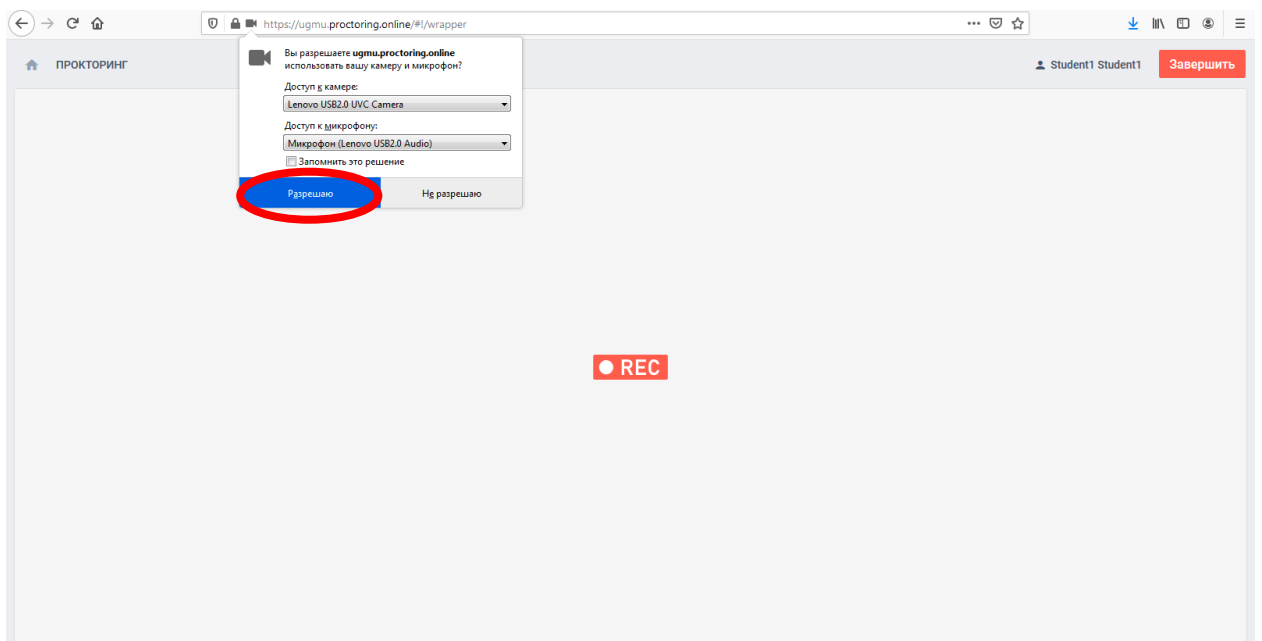 https://ugmu.proctoring.online/#!/wrapper
ПРОКТОРИНГ
Student1 Student1
Завершить
Вы разрешаете ugmu.proctoring.online
использовать вашу камеру и микрофон?
Доступ к камере:
Lenovo USB2.0 UVC Camera
Доступ к микрофону:
Микрофон (Lenovo USB2.0 Audio)
Запомнить это решение
Разрешаю
Не разрешаю
REC